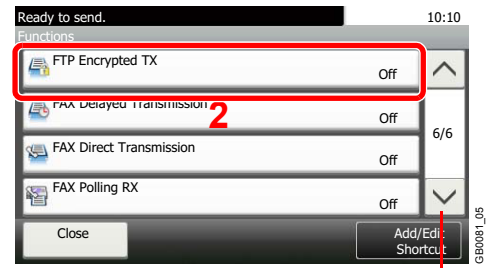 Ready to send. 10:10
Functions
FTP Encrypted TX
Off
FAX Delayed Transmission
2
Off
6/6
FAX Direct Transmission
Off
FAX Polling RX
Off
Close
Add/Edit
Shortcut
GB0081_05